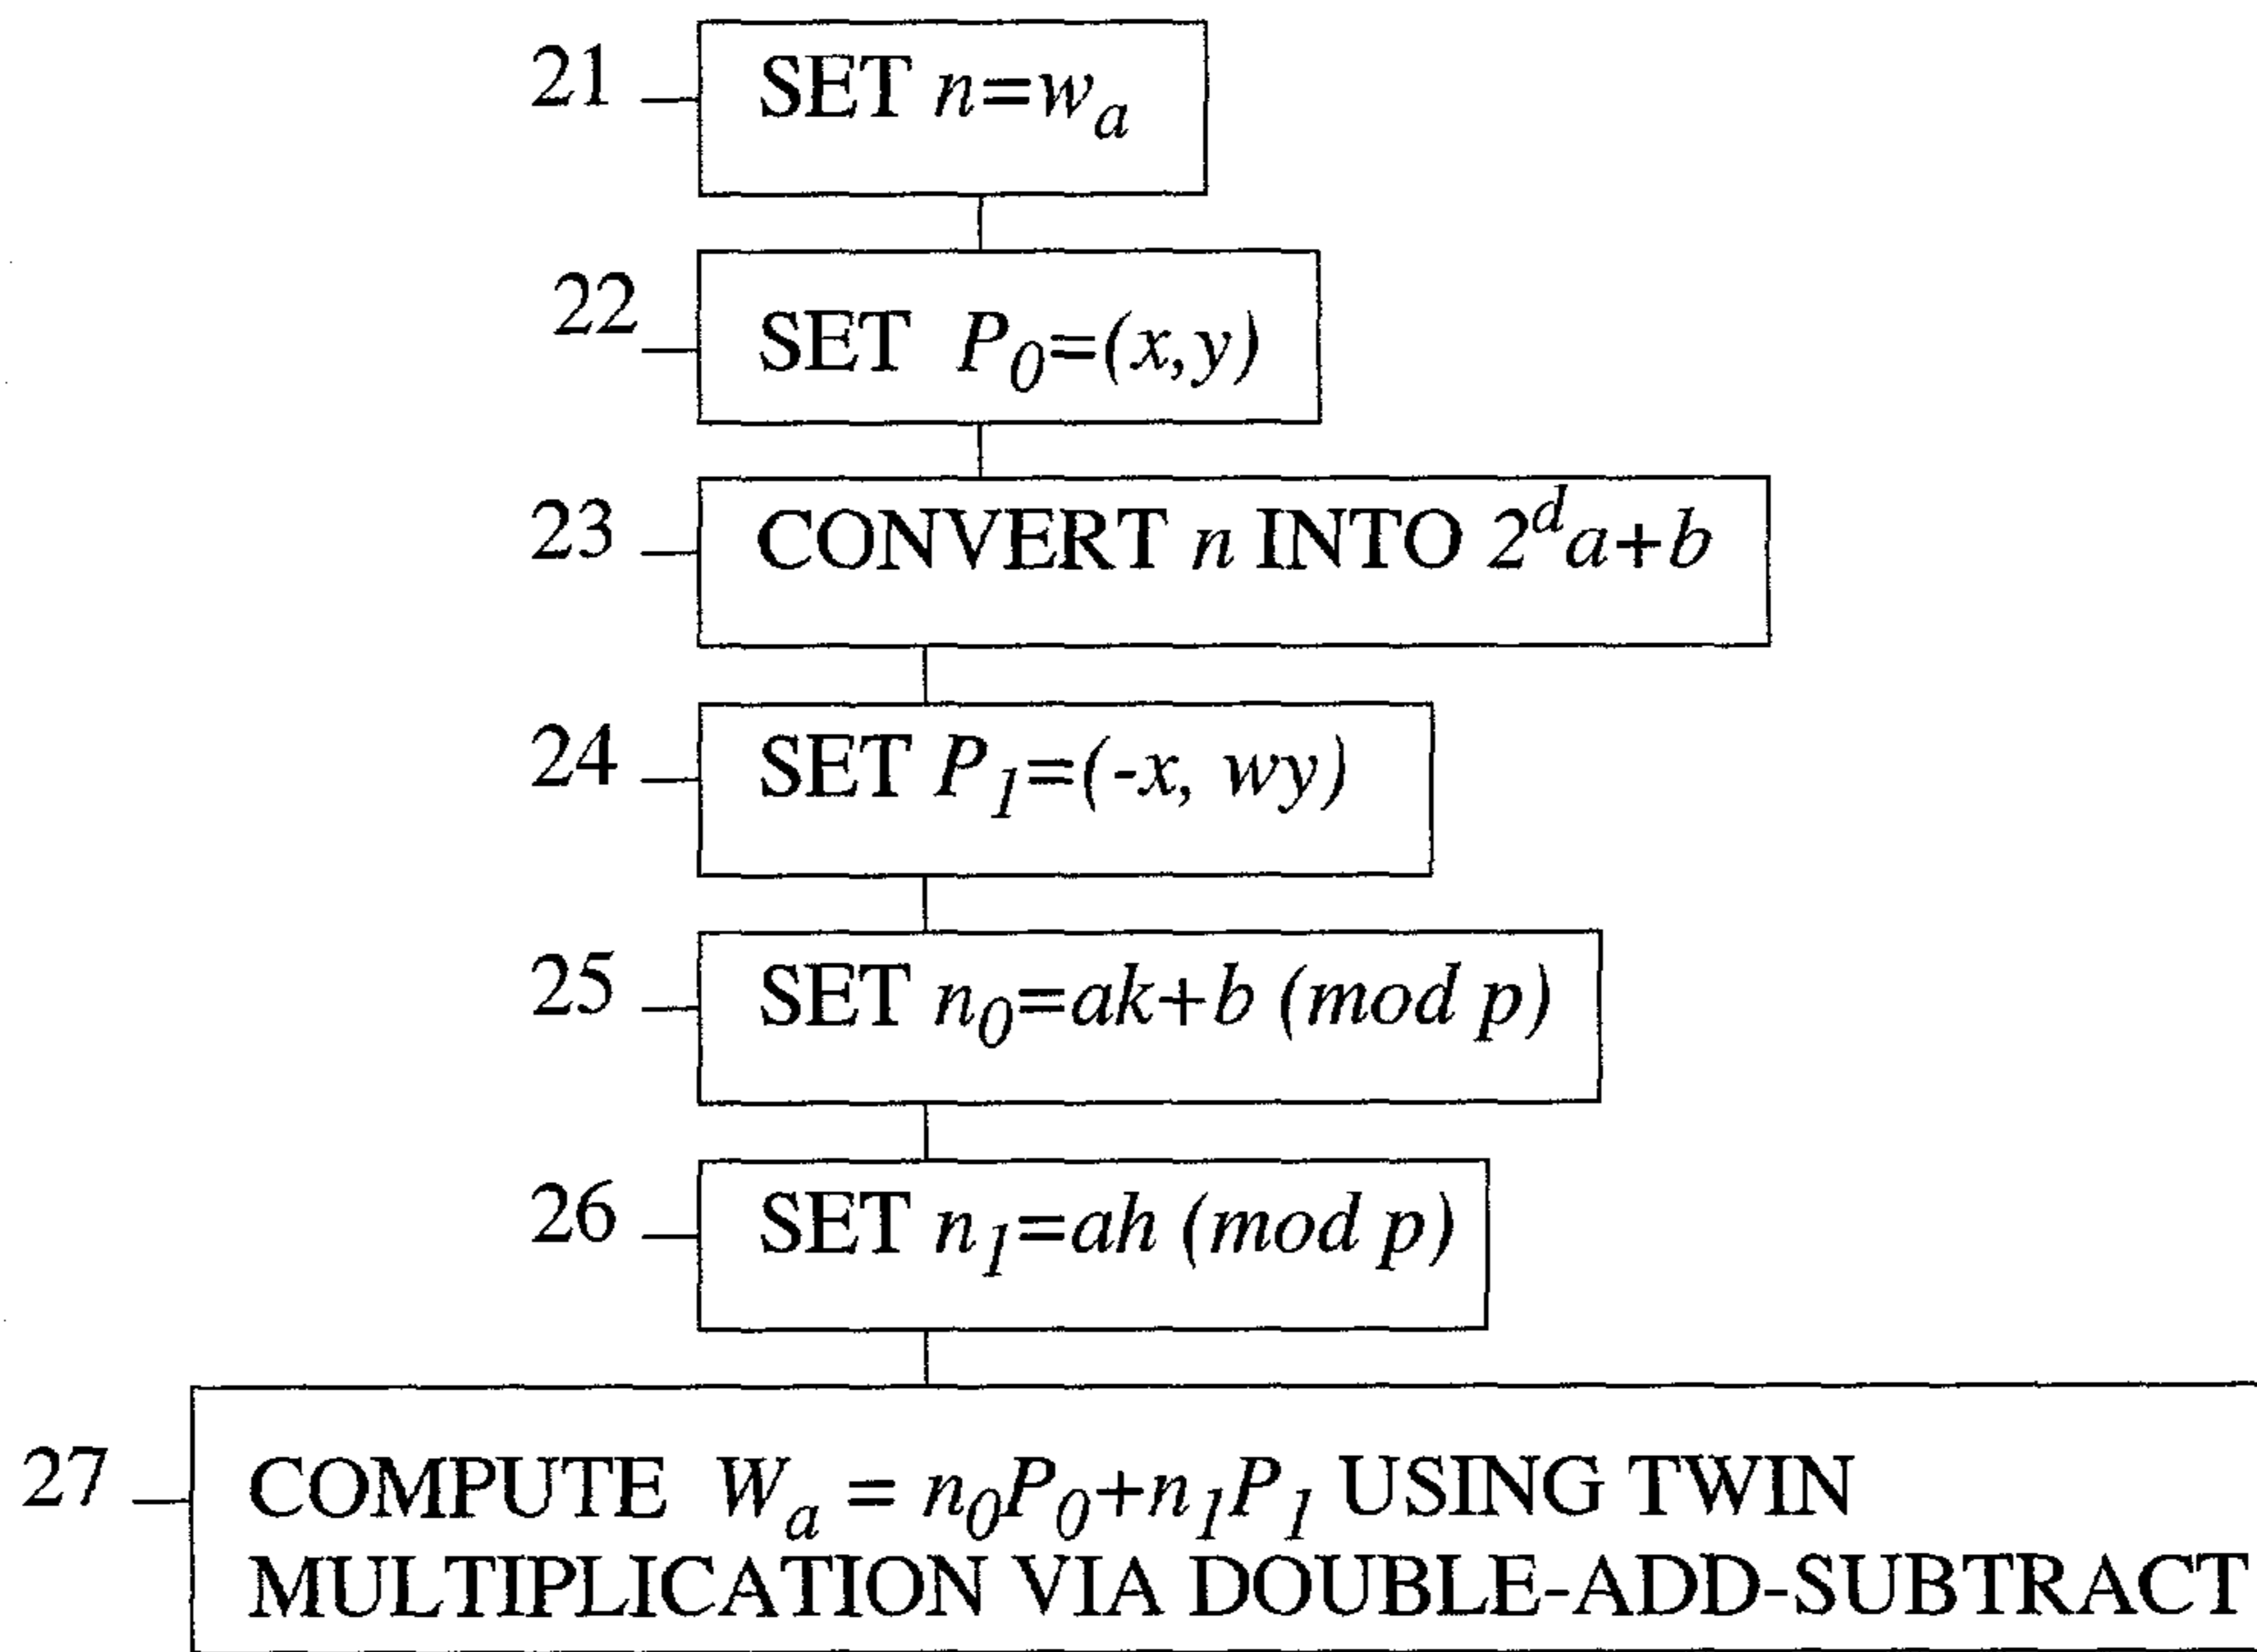 21 SET n=w_a
22 SET P_0=(x,y)
23 CONVERT n INTO 2^d a+b
24 SET P_1=(-x, wy)
25 SET n_0=ak+b (mod p)
26 SET n_1=ah (mod p)
27 COMPUTE W_a = n_0P_0+n_1P_1 USING TWIN
MULTIPLICATION VIA DOUBLE-ADD-SUBTRACT